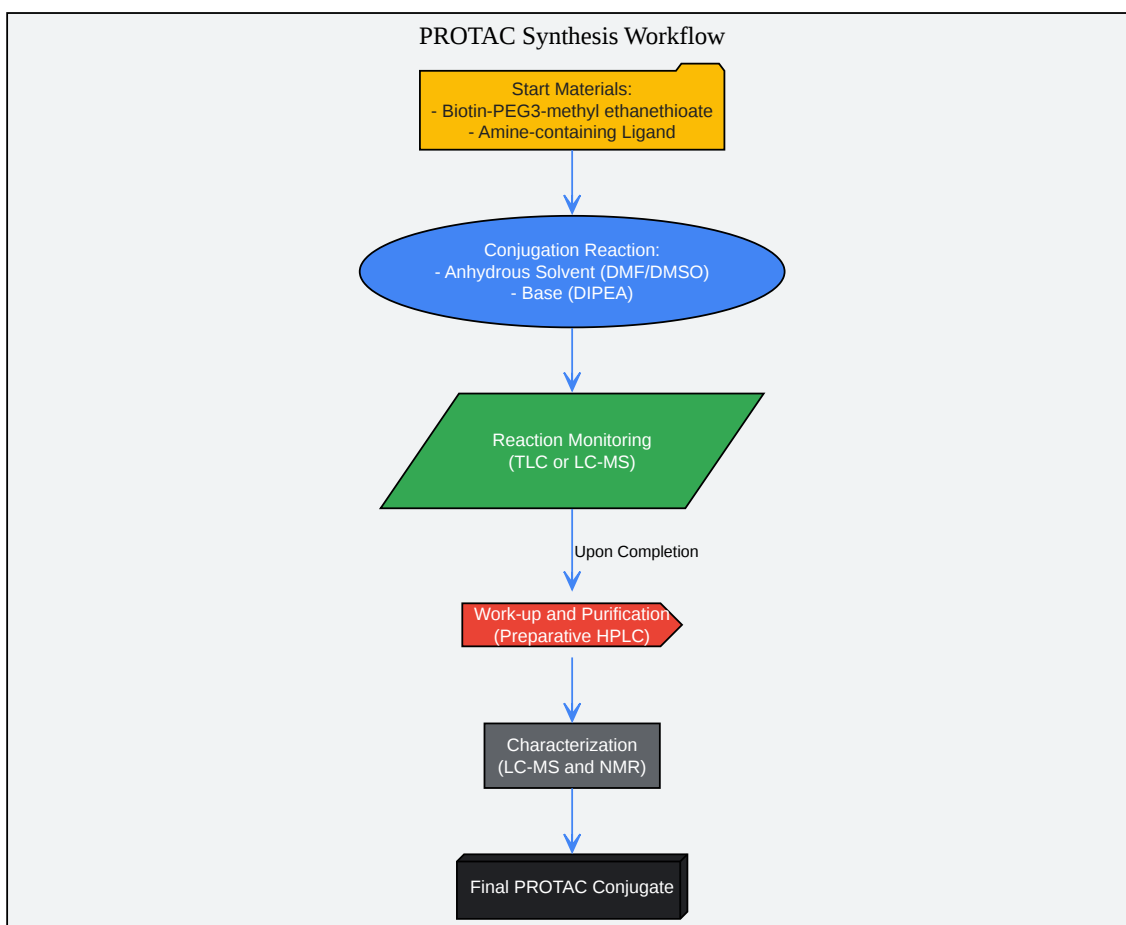 PROTAC Synthesis Workflow
Start Materials:
- Biotin-PEG3-methyl ethanethioate
- Amine-containing Ligand
Conjugation Reaction:
- Anhydrous Solvent (DMF/DMSO)
- Base (DIPEA)
Reaction Monitoring
(TLC or LC-MS)
Upon Completion
Work-up and Purification
(Preparative HPLC)
Characterization
(LC-MS and NMR)
Final PROTAC Conjugate